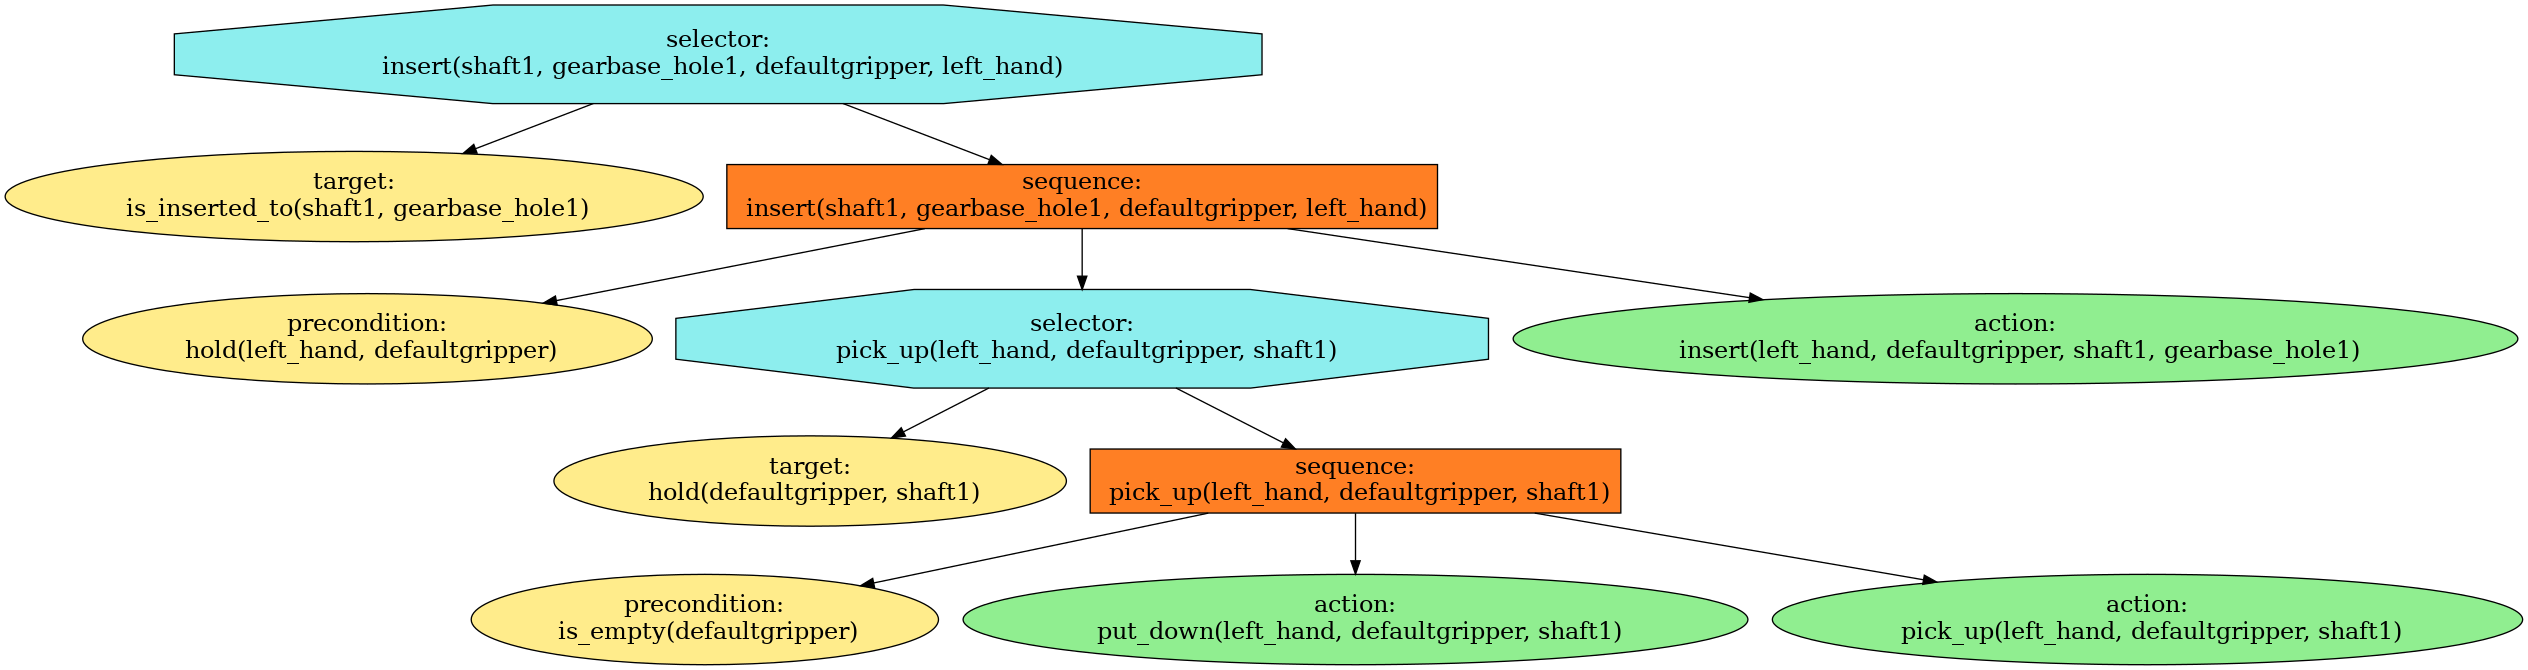 selector:
insert(shaft1, gearbase_hole1, defaultgripper, left_hand)
target:
is_inserted_to(shaft1, gearbase_hole1)
sequence:
insert(shaft1, gearbase_hole1, defaultgripper, left_hand)
precondition:
hold(left_hand, defaultgripper)
selector:
pick_up(left_hand, defaultgripper, shaft1)
action:
insert(left_hand, defaultgripper, shaft1, gearbase_hole1)
target:
hold(defaultgripper, shaft1)
sequence:
pick_up(left_hand, defaultgripper, shaft1)
precondition:
is_empty(defaultgripper)
action:
put_down(left_hand, defaultgripper, shaft1)
action:
pick_up(left_hand, defaultgripper, shaft1)